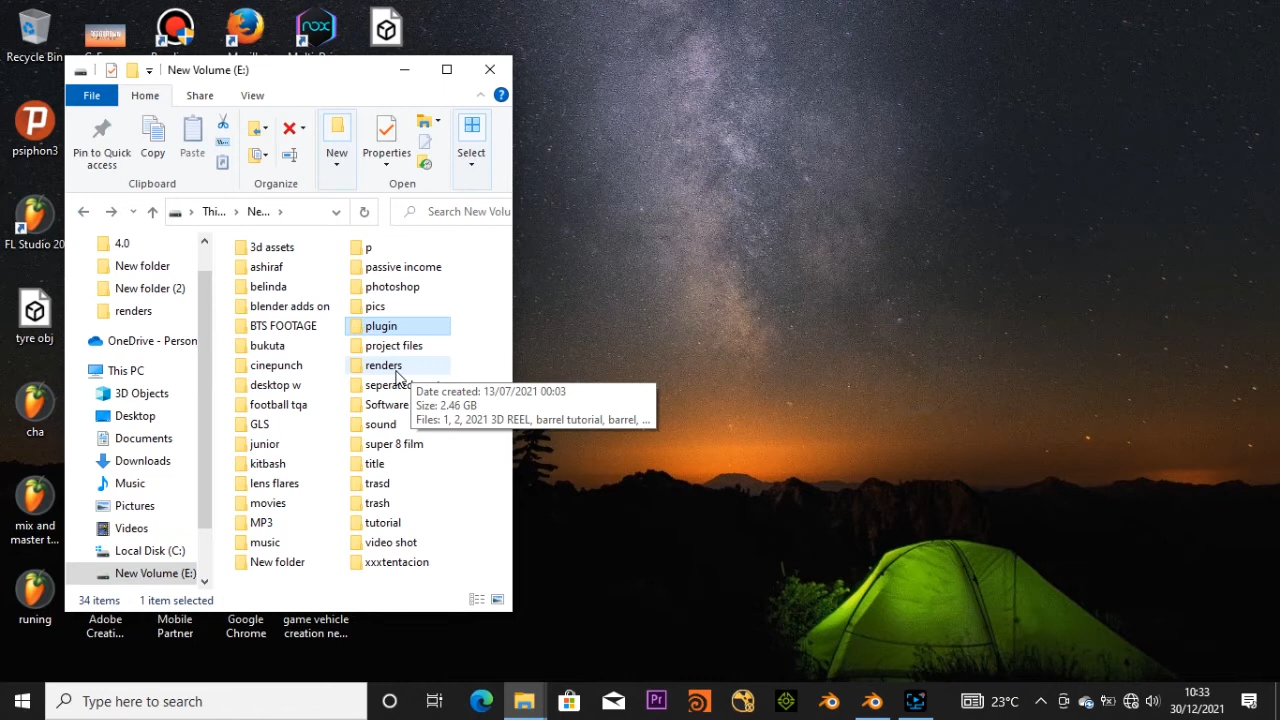 Recycle Bin
psiphon3
FL Studio 20
tyre obj
cha
mix and
master t...
runing
New Volume (E:)
File
Home
Share
View
Pin to Quick
access
Copy
Paste
New
Properties
Select
Clipboard
Organize
Open
Thi...
Ne...
Search New Volu
4.0
New folder
New folder (2)
renders
OneDrive - Person
This PC
3D Objects
Desktop
Documents
Downloads
Music
Pictures
Videos
Local Disk (C:)
New Volume (E:)
3d assets
ashiraf
belinda
blender adds on
BTS FOOTAGE
bukuta
cinepunch
desktop w
football tqa
GLS
junior
kitbash
lens flares
movies
MP3
music
New folder
p
passive income
photoshop
pics
plugin
project files
renders
Software
sound
super 8 film
title
trasd
trash
tutorial
video shot
xxxtentacion
Date created: 13/07/2021 00:03
Size: 2.46 GB
Files: 1, 2, 2021 3D REEL, barrel tutorial, barrel, ...
34 items
1 item selected
Adobe
Creati...
Mobile
Partner
Google
Chrome
game vehicle
creation ne...
Type here to search
Pr
23°C
10:33
30/12/2021